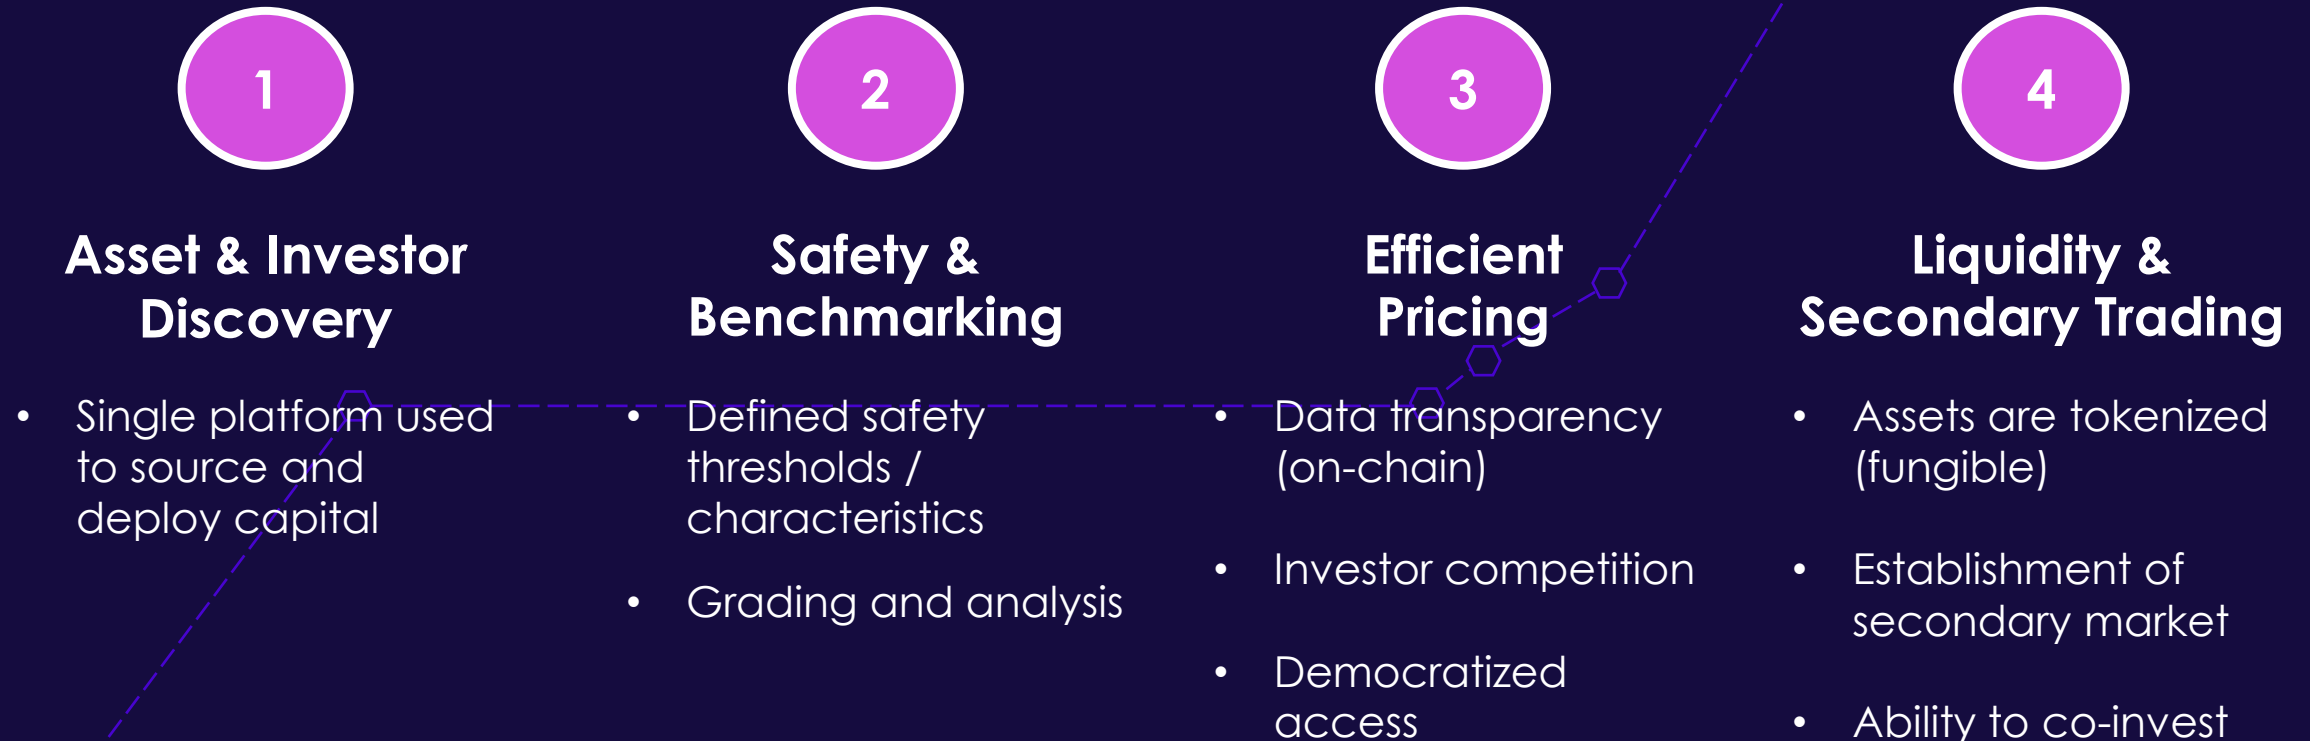 1
Asset & Investor
Discovery
• Single platform used
to source and
deploy capital
2
Safety &
Benchmarking
• Defined safety
thresholds /
characteristics
• Grading and analysis
3
Efficient
Pricing
• Data transparency
(on-chain)
• Investor competition
• Democratized
access
4
Liquidity &
Secondary Trading
• Assets are tokenized
(fungible)
• Establishment of
secondary market
• Ability to co-invest